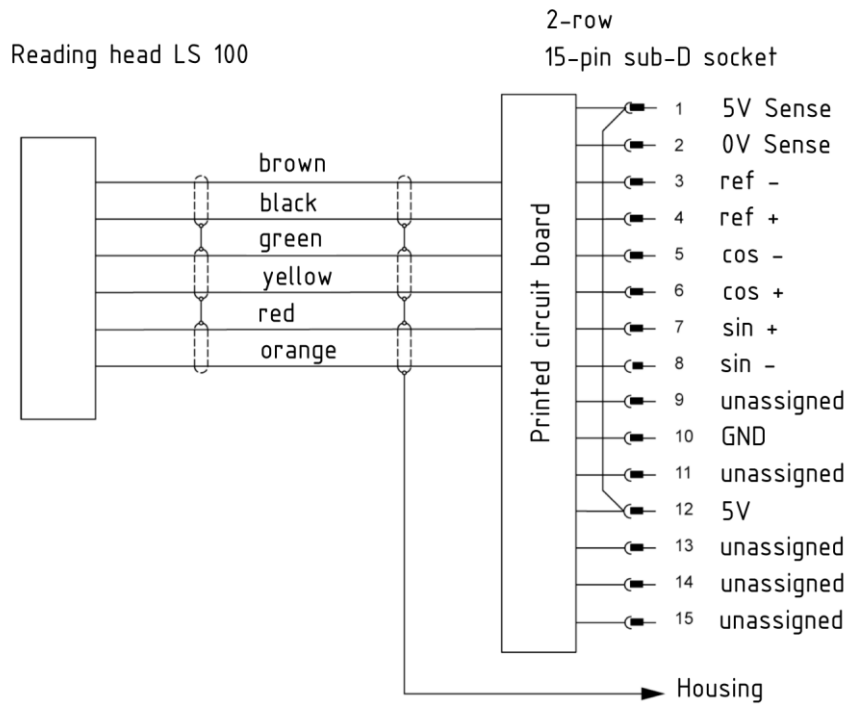 2-row
Reading head LS 100
15-pin sub-D socket
brown
black
green
yellow
red
orange
Printed circuit board
1 5V Sense
2 0V Sense
3 ref -
4 ref +
5 cos -
6 cos +
7 sin +
8 sin -
9 unassigned
10 GND
11 unassigned
12 5V
13 unassigned
14 unassigned
15 unassigned
Housing